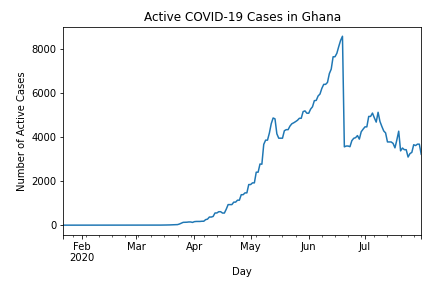 Active COVID-19 Cases in Ghana
Number of Active Cases
8000
6000
4000
2000
0
Feb
2020
Mar
Apr
May
Jun
Jul
Day